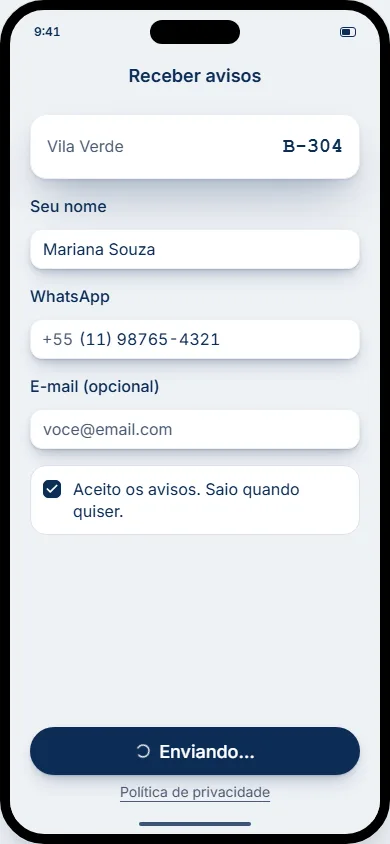 9:41
Receber avisos
Vila Verde B-304
Seu nome
Mariana Souza
WhatsApp
+55 (11) 98765-4321
E-mail (opcional)
voce@email.com
Aceito os avisos. Saio quando
quiser.
Enviando...
Política de privacidade